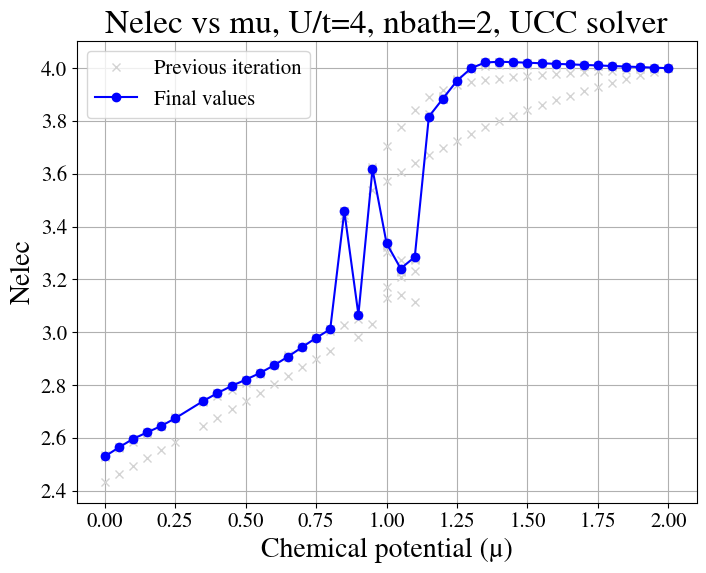 Nelec vs mu, U/t=4, nbath=2, UCC solver
Previous iteration
Final values
Nelec
4.0
3.8
3.6
3.4
3.2
3.0
2.8
2.6
2.4
0.00 0.25 0.50 0.75 1.00 1.25 1.50 1.75 2.00
Chemical potential (μ)